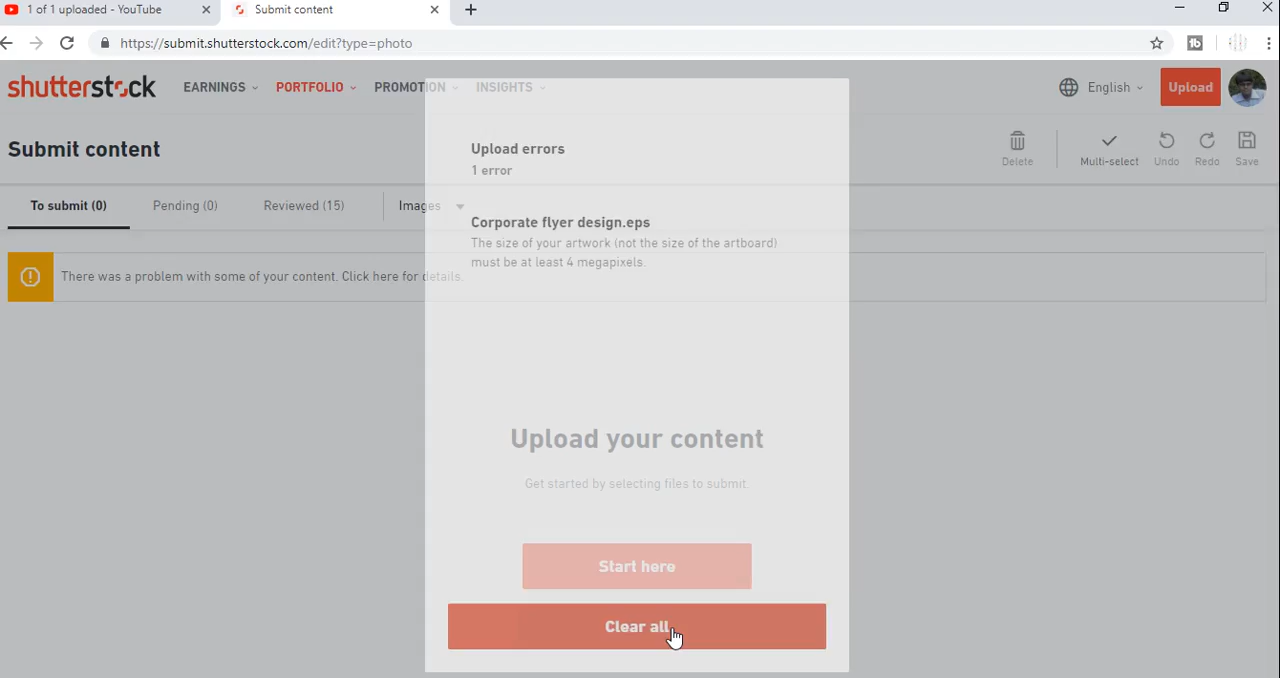 1 of 1 uploaded - YouTube
Submit content
https://submit.shutterstock.com/edit?type=photo
shutterstock
EARNINGS
PORTFOLIO
PROMOTION
INSIGHTS
English
Upload
Submit content
Delete
Multi-select
Undo
Redo
Save
To submit (0)
Pending (0)
Reviewed (15)
Images
There was a problem with some of your content. Click here for details.
Upload errors
1 error
Corporate flyer design.eps
The size of your artwork (not the size of the artboard)
must be at least 4 megapixels.
Upload your content
Get started by selecting files to submit.
Start here
Clear all